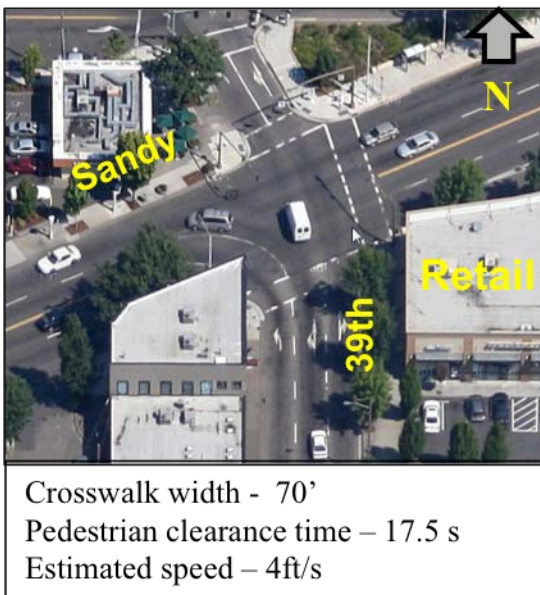 N
Sandy
Retail
39th
Crosswalk width - 70’
Pedestrian clearance time – 17.5 s
Estimated speed – 4ft/s